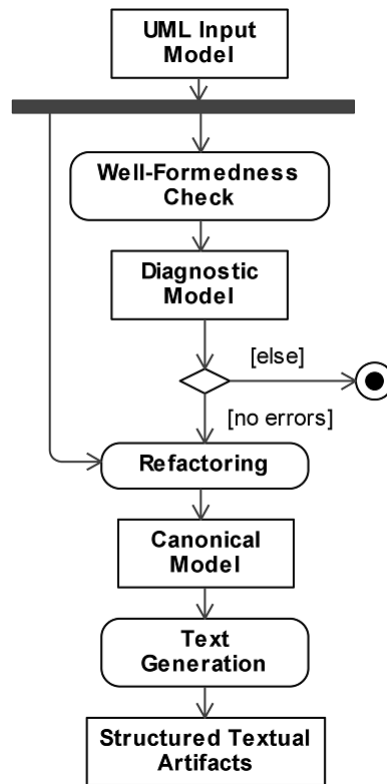 UML Input
Model
Well-Formedness
Check
Diagnostic
Model
[else]
[no errors]
Refactoring
Canonical
Model
Text
Generation
Structured Textual
Artifacts